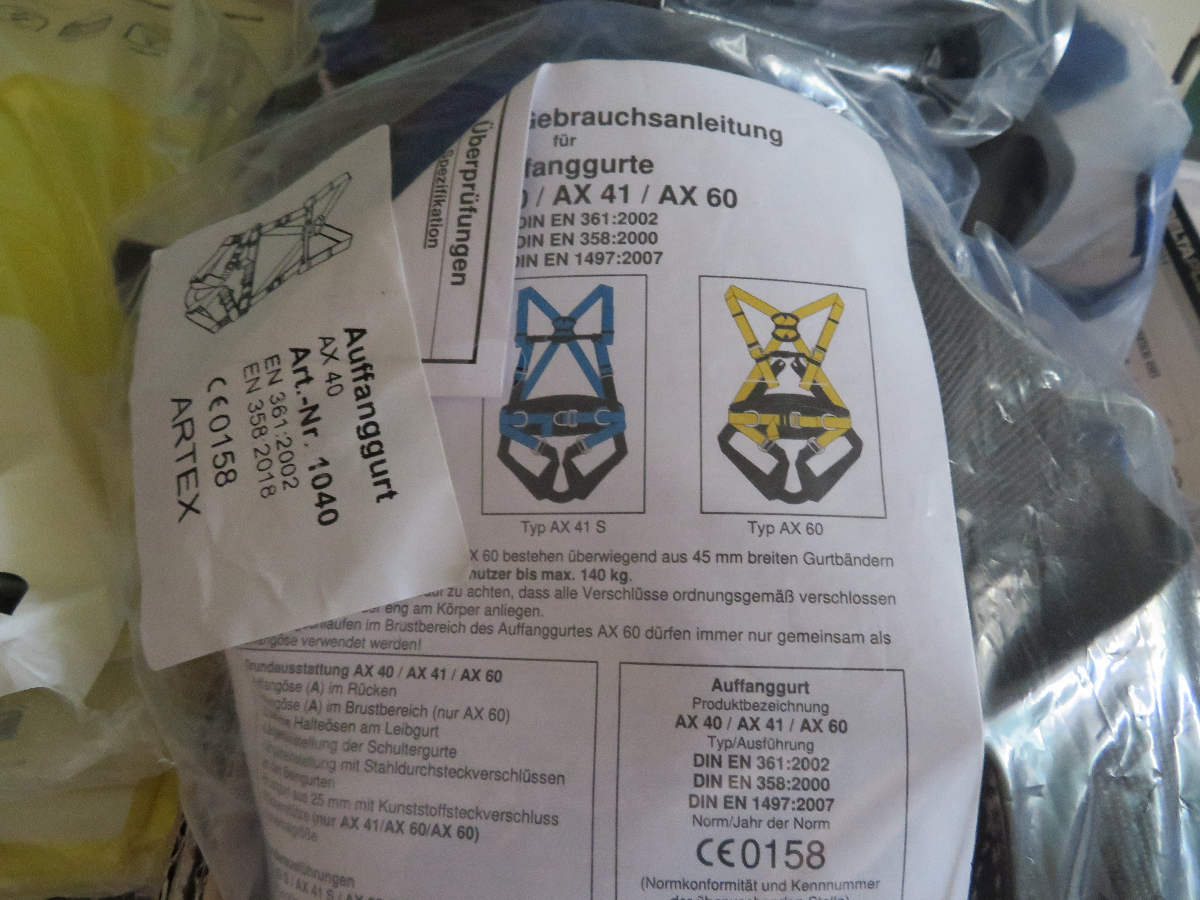 Gebrauchsanleitung
für
/ AX 41 / AX 60
DIN EN 361:2002
DIN EN 358:2000
DIN EN 1497:2007
Überprüfungen
Spezifikation
Auffanggurt
AX 40
Art.-Nr. 1040
EN 361:2002
EN 358:2018
CE0158
ARTEX
Typ AX 41 S
Typ AX 60
AX 60 bestehen überwiegend aus 45 mm breiten Gurtbändern
bis max. 140 kg.
zu achten, dass alle Verschlüsse ordnungsgemäß verschlossen
eng am Körper anliegen.
im Brustbereich des Auffanggurtes AX 60 dürfen immer nur gemeinsam als
verwendet werden!
Grundausstattung AX 40 / AX 41 / AX 60
(A) im Rücken
(A) im Brustbereich (nur AX 60)
Halteösen am Leibgurt
der Schultergurte
mit Stahldurchsteckverschlüssen
aus 25 mm mit Kunststoffsteckverschluss
(nur AX 41/AX 60/AX 60)
AX 41 S /
Auffanggurt
Produktbezeichnung
AX 40 / AX 41 / AX 60
Typ/Ausführung
DIN EN 361:2002
DIN EN 358:2000
DIN EN 1497:2007
Norm/Jahr der Norm
CE0158
(Normkonformität und Kennnummer